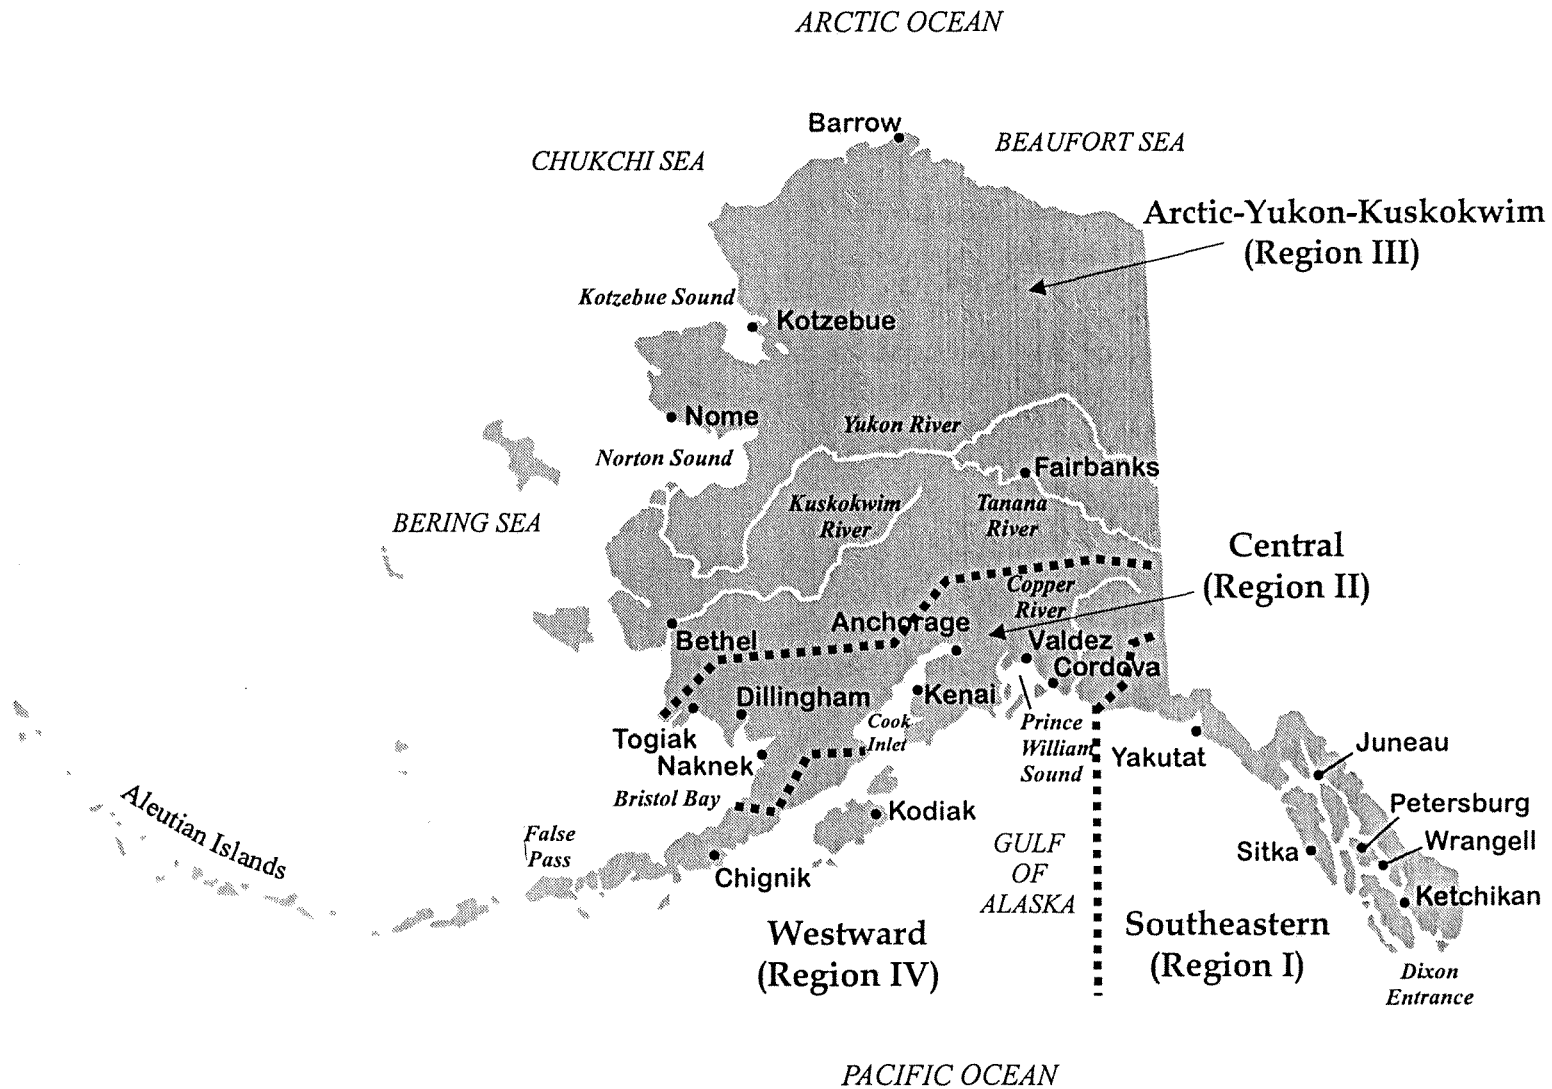 ARCTIC OCEAN
Barrow
BEAUFORT SEA
CHUKCHI SEA
Arctic-Yukon-Kuskokwim
(Region III)
Kotzebue Sound
Kotzebue
Nome
Yukon River
Norton Sound
Fairbanks
Kuskokwim
River
Tanana
River
BERING SEA
Central
(Region II)
Copper
River
Anchorage
Bethel
Valdez
Cordova
Dillingham
Kenai
Togiak
Naknek
Cook
Inlet
Prince
William
Sound
Yakutat
Juneau
Bristol Bay
Aleutian Islands
Kodiak
Petersburg
Wrangell
False
Pass
GULF
OF
ALASKA
Sitka
Chignik
Ketchikan
Westward
(Region IV)
Southeastern
(Region I)
Dixon
Entrance
PACIFIC OCEAN